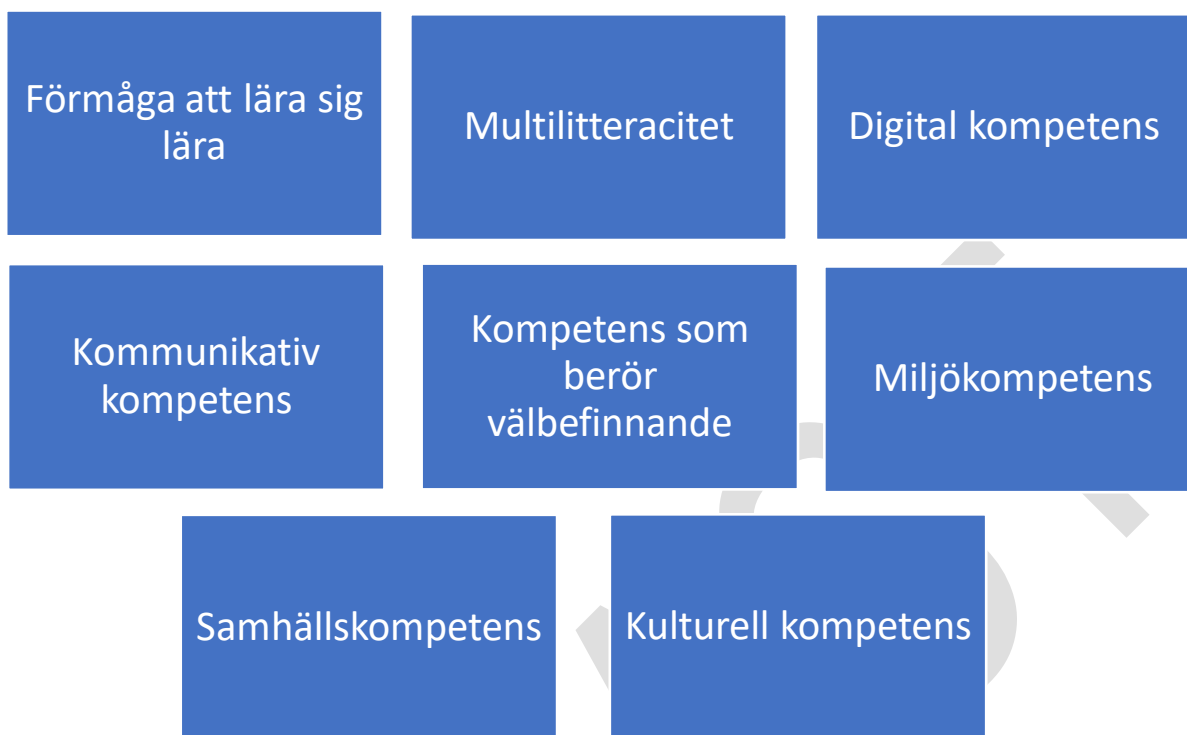 Förmåga att lära sig
lära
Multilitteracitet
Digital kompetens
Kommunikativ
kompetens
Kompetens som
berör
välbefinnande
Miljökompetens
Samhällskompetens
Kulturell kompetens